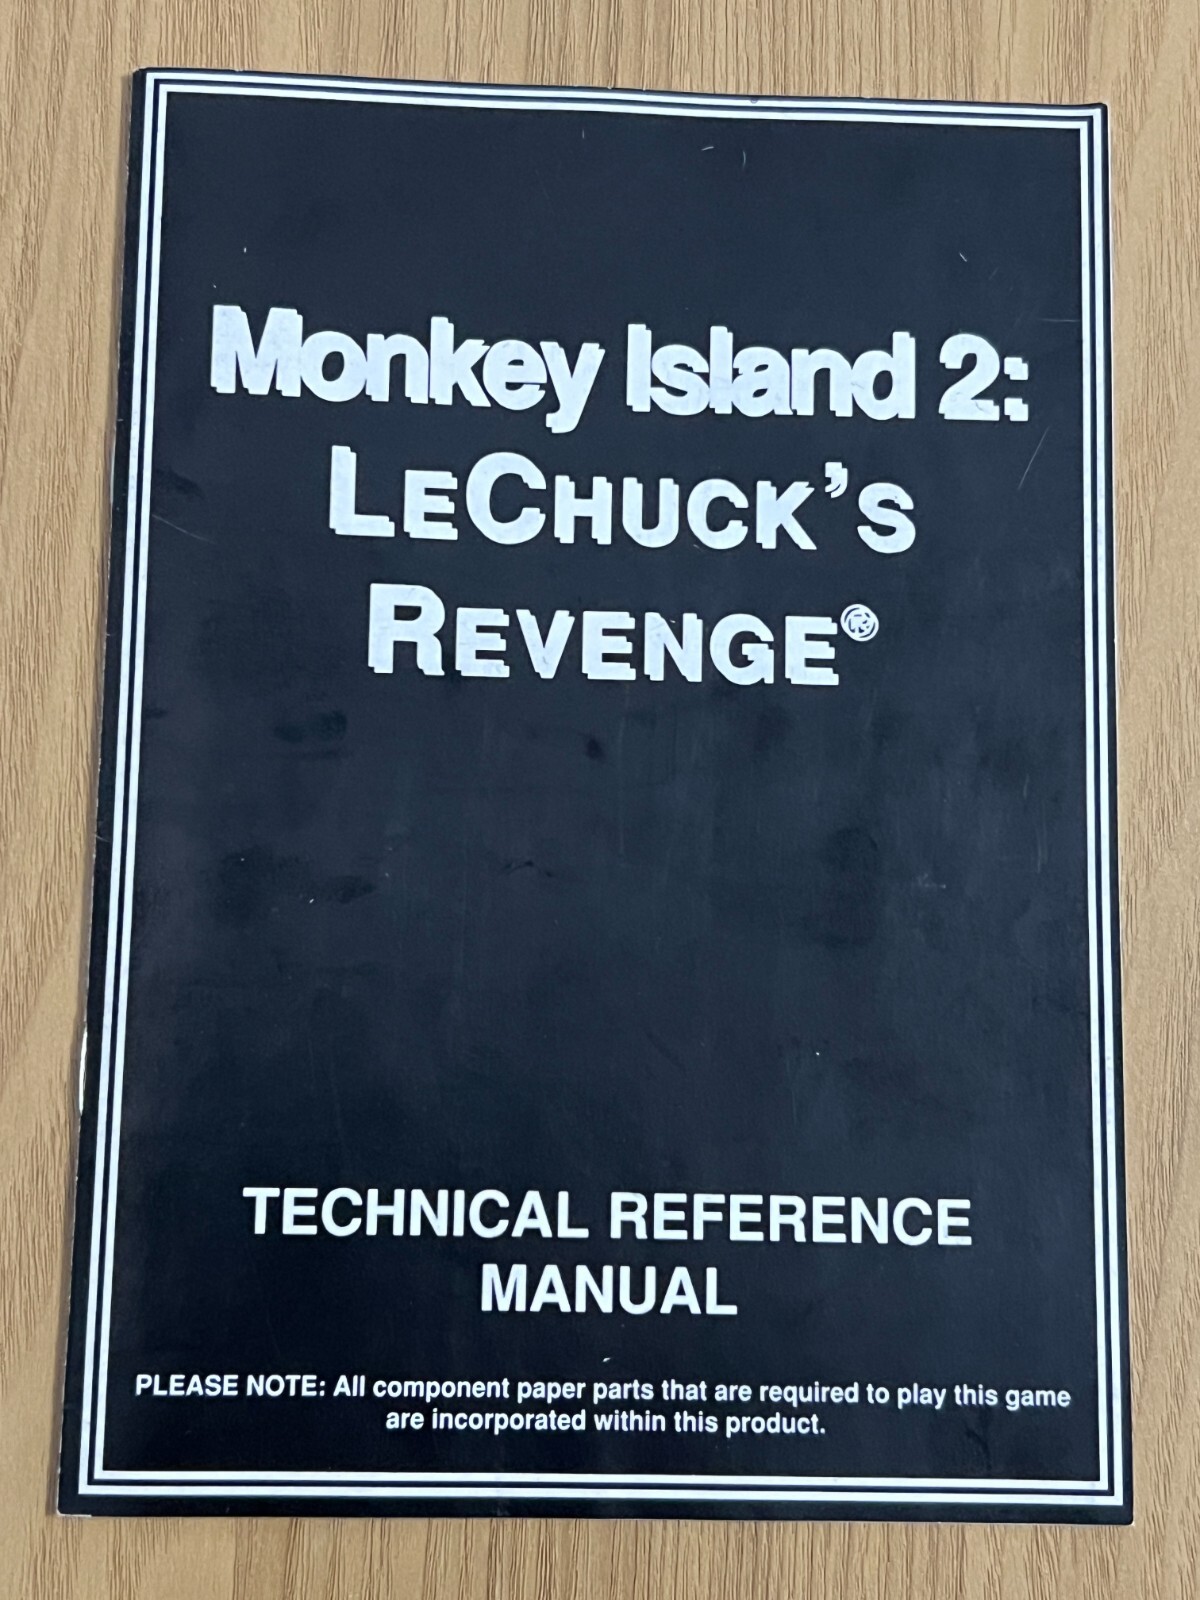 Monkey Island 2:
LECHUCK'S
REVENGE®
TECHNICAL REFERENCE
MANUAL
PLEASE NOTE: All component paper parts that are required to play this game
are incorporated within this product.